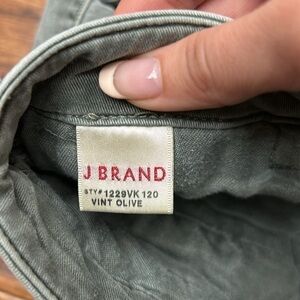 J BRAND
STY# 1229VK 120
VINT OLIVE